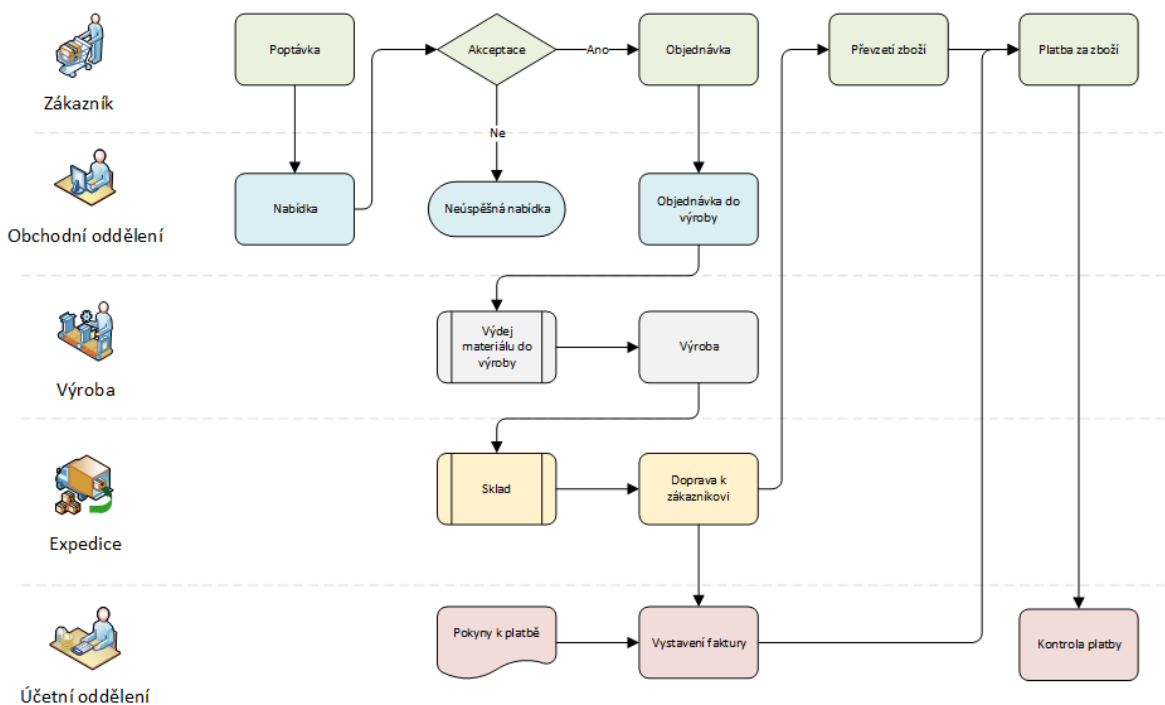 Poptávka
Akceptace
Ano
Objednávka
Převzetí zboží
Platba za zboží
Zákazník
Ne
Nabídka
Neúspěšná nabídka
Objednávka do
výroby
Obchodní oddělení
Výdej
materiálu do
výroby
Výroba
Výroba
Sklad
Doprava k
zákazníkovi
Expedice
Pokyny k platbě
Vystavení faktury
Kontrola platby
Účetní oddělení